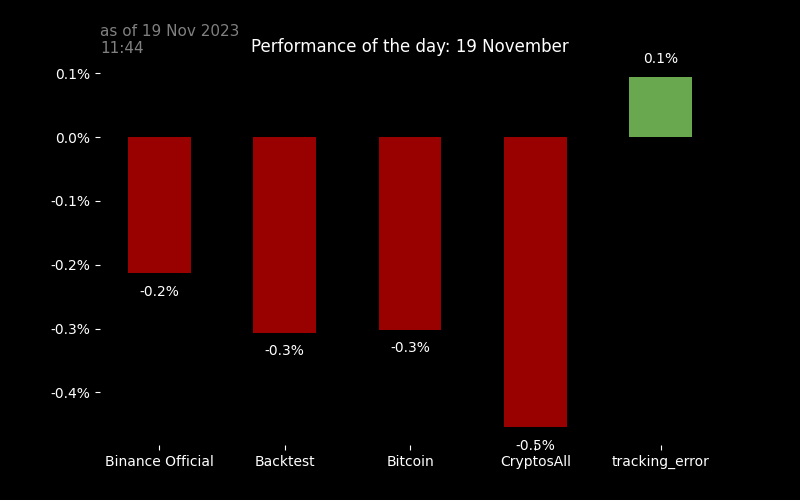 as of 19 Nov 2023
11:44
Performance of the day: 19 November
0.1%
0.1%
0.0%
-0.1%
-0.2%
-0.2%
-0.3%
-0.3%
-0.3%
-0.4%
-0.5%
Binance Official
Backtest
Bitcoin
CryptosAll
tracking_error